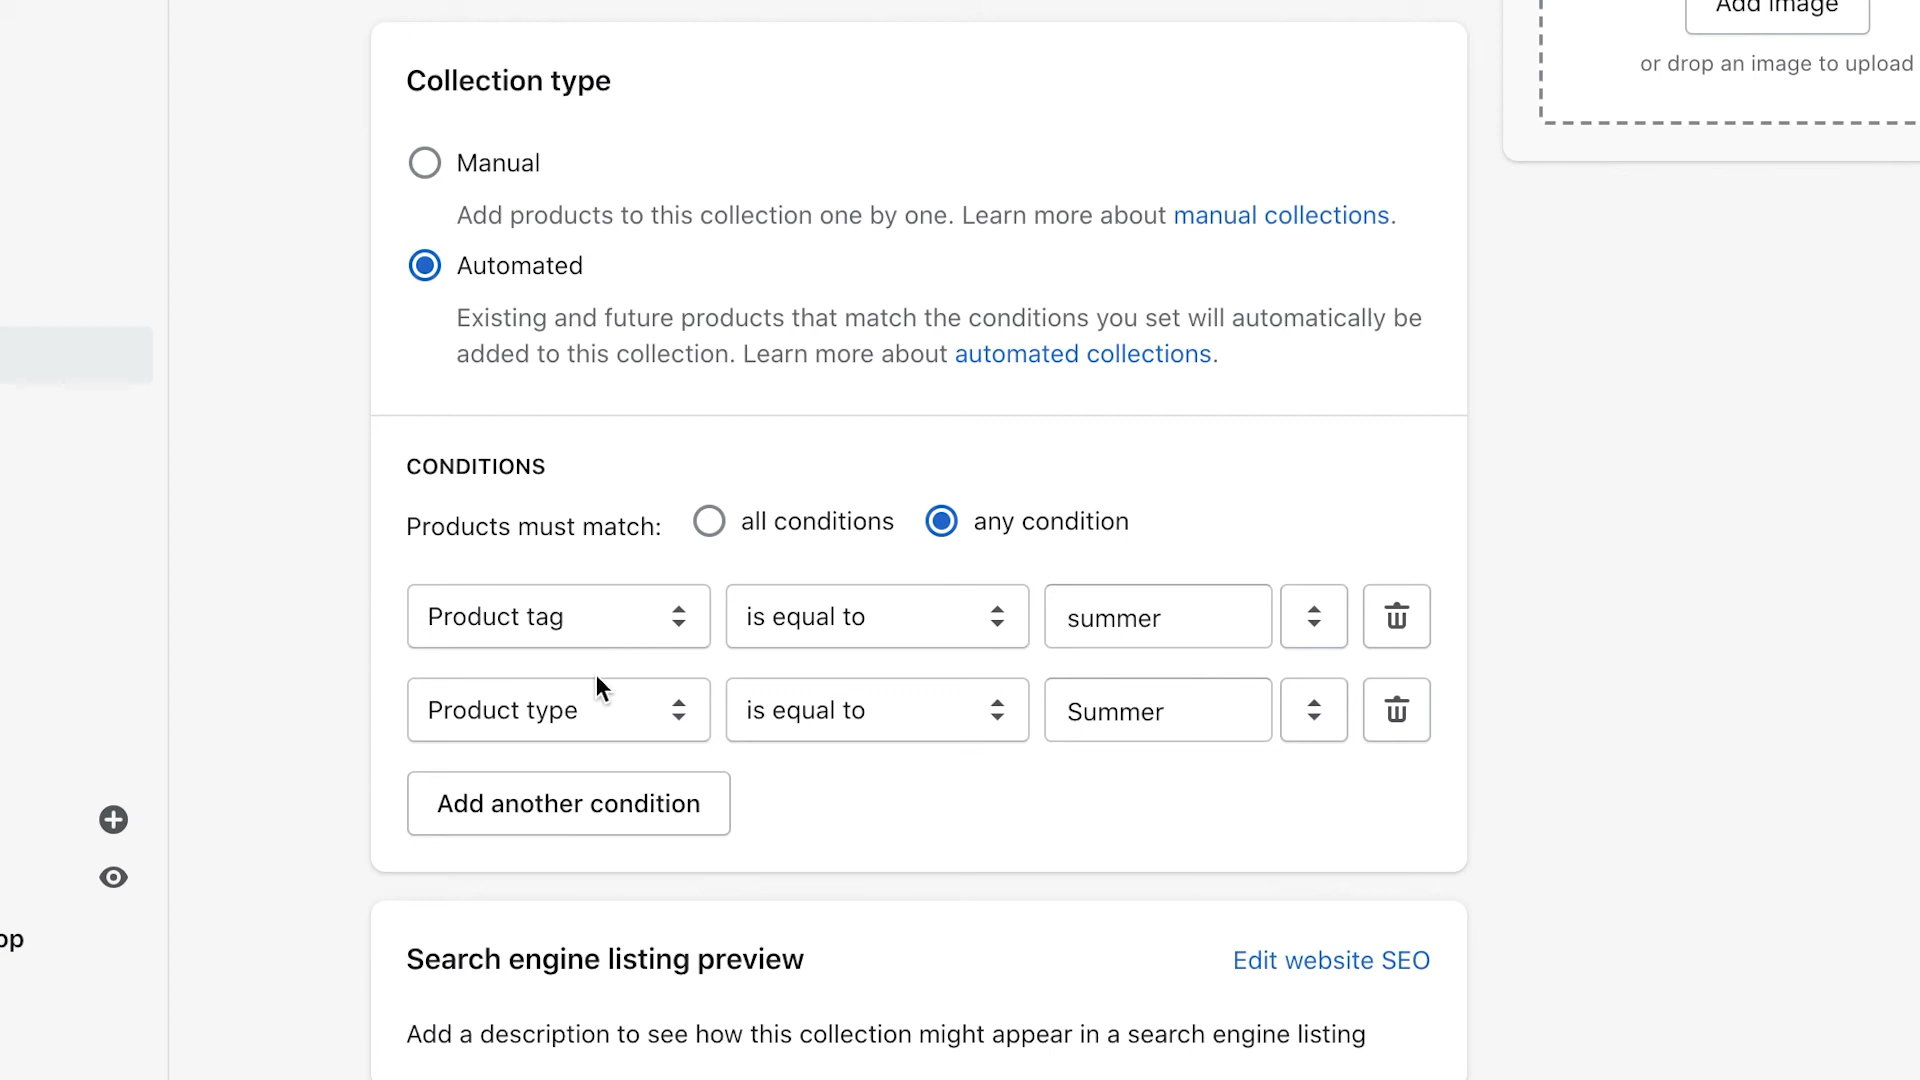 Add image
or drop an image to upload
Collection type
Manual
Add products to this collection one by one. Learn more about manual collections.
Automated
Existing and future products that match the conditions you set will automatically be
added to this collection. Learn more about automated collections.
CONDITIONS
Products must match: all conditions any condition
Product tag is equal to summer
Product type is equal to Summer
Add another condition
op
Search engine listing preview Edit website SEO
Add a description to see how this collection might appear in a search engine listing